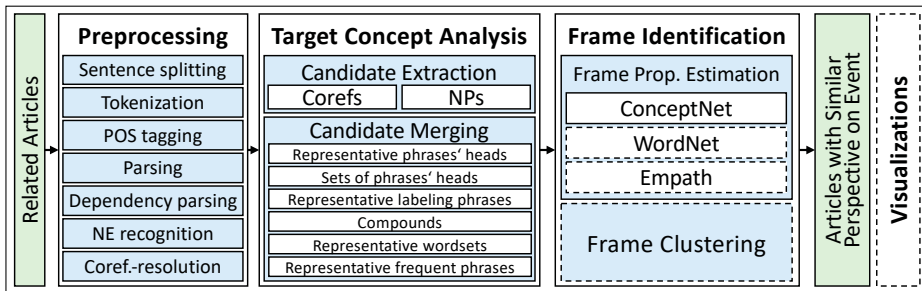 Related Articles
Preprocessing
Sentence splitting
Tokenization
POS tagging
Parsing
Dependency parsing
NE recognition
Coref.-resolution
Target Concept Analysis
Candidate Extraction
Corefs
NPs
Candidate Merging
Representative phrases‘ heads
Sets of phrases‘ heads
Representative labeling phrases
Compounds
Representative wordsets
Representative frequent phrases
Frame Identification
Frame Prop. Estimation
ConceptNet
WordNet
Empath
Frame Clustering
Articles with Similar
Perspective on Event
Visualizations